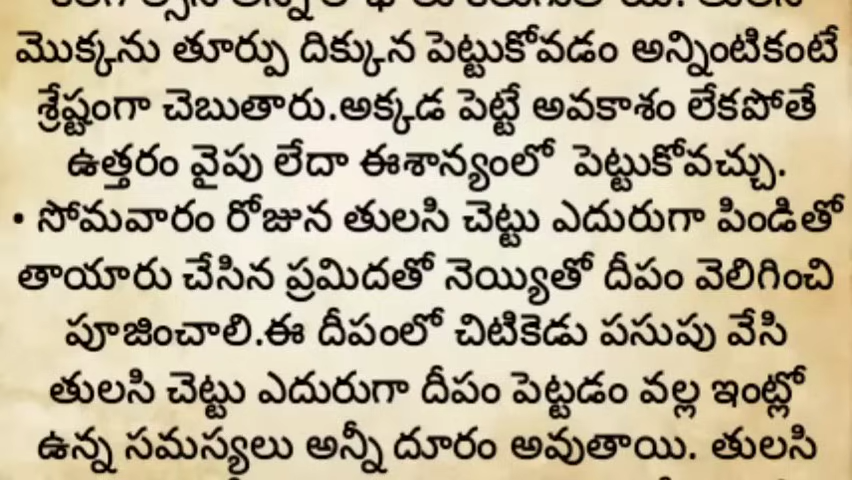 మొక్కను తూర్పు దిక్కున పెట్టుకోవడం అన్నింటికంటే
శ్రేష్టంగా చెబుతారు.అక్కడ పెట్టే అవకాశం లేకపోతే
ఉత్తరం వైపు లేదా ఈశాన్యంలో పెట్టుకోవచ్చు.
• సోమవారం రోజున తులసి చెట్టు ఎదురుగా పిండితో
తాయారు చేసిన ప్రమిదతో నెయ్యితో దీపం వెలిగించి
పూజించాలి.ఈ దీపంలో చిటికెడు పసుపు వేసి
తులసి చెట్టు ఎదురుగా దీపం పెట్టడం వల్ల ఇంట్లో
ఉన్న సమస్యలు అన్నీ దూరం అవుతాయి. తులసి